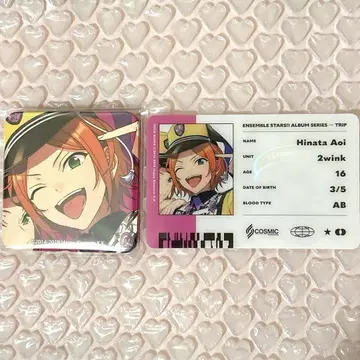 ENSEMBLE STARS!! ALBUM SERIES — TRIP
NAME Hinata Aoi
UNIT 2wink
AGE 16
DATE OF BIRTH 3/5
BLOOD TYPE AB
COSMIC